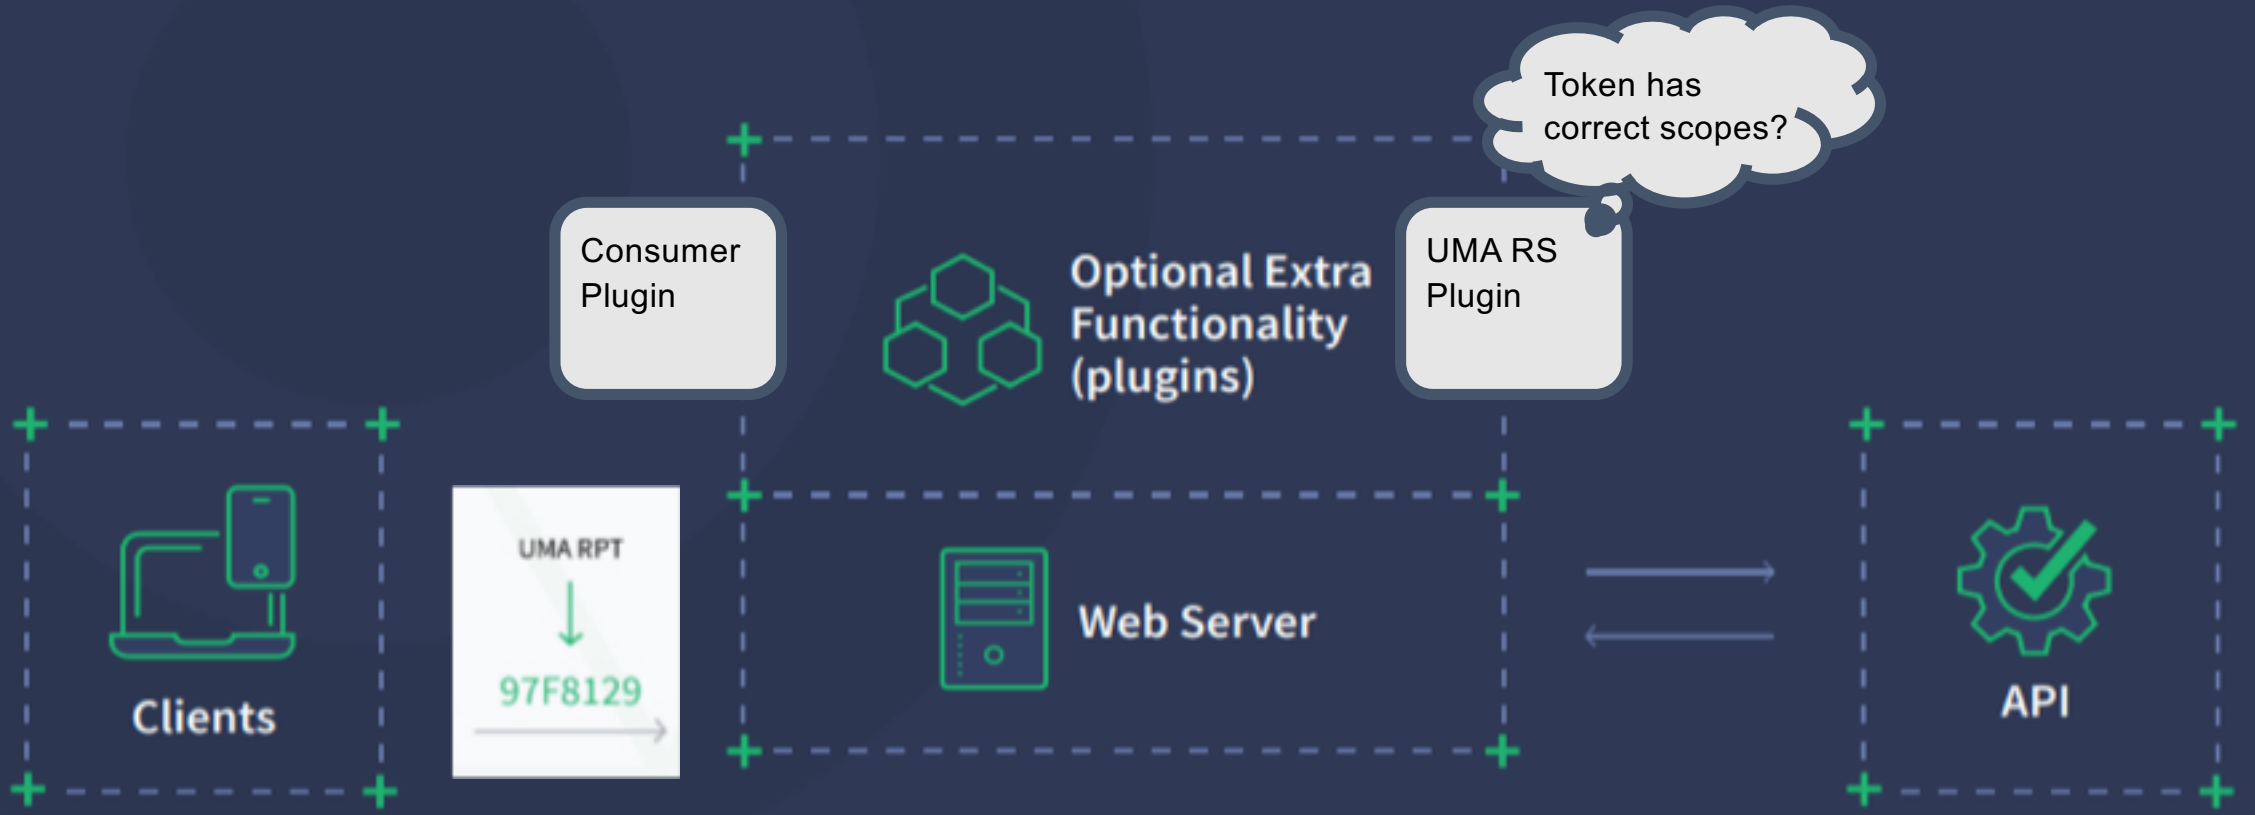 Token has
correct scopes?
Consumer
Plugin
Optional Extra
Functionality
(plugins)
UMA RS
Plugin
UMA RPT
97F8129
Clients
Web Server
API